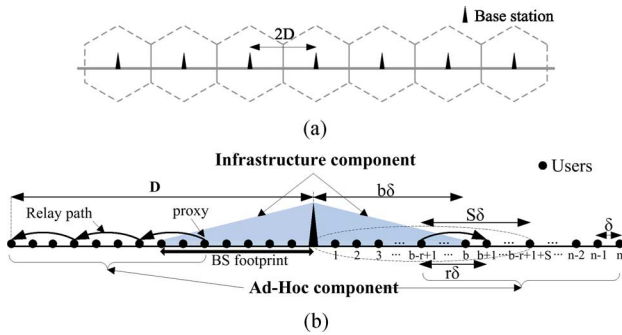 Base station
2D
(a)
Infrastructure component
Users
D
bδ
Relay path
proxy
Sδ
δ
BS footprint
1 2 3 ··· b-r+1 ··· b b+1 ···b-r+1+S ··· n-2 n-1 n
rδ
Ad-Hoc component
(b)